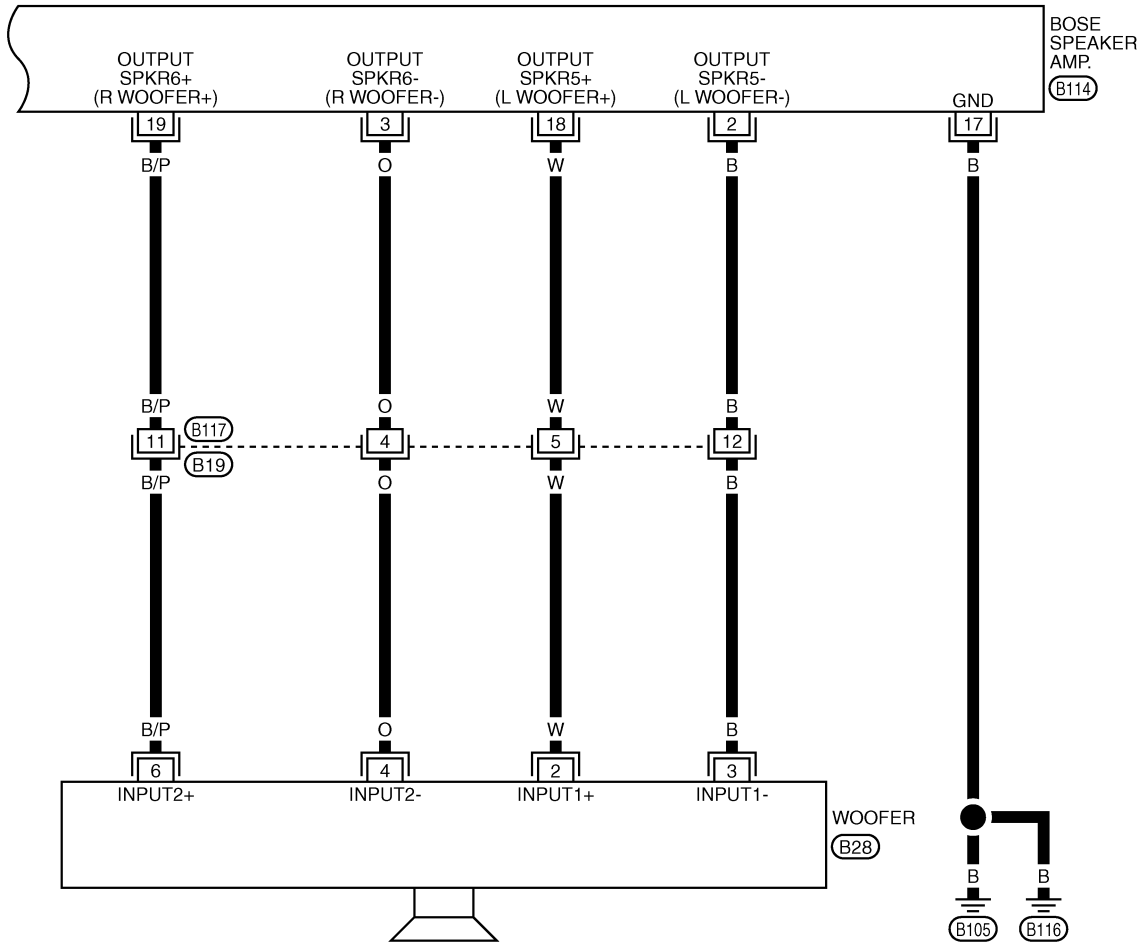 BOSE
SPEAKER
AMP.
B114
OUTPUT
SPKR6+
(R WOOFER+)
OUTPUT
SPKR6-
(R WOOFER-)
OUTPUT
SPKR5+
(L WOOFER+)
OUTPUT
SPKR5-
(L WOOFER-)
GND
19 3 18 2 17
B/P O W B B
B/P O W B
B117
11 4 5 12
B19
B/P O W B
B/P O W B
6 4 2 3
INPUT2+ INPUT2- INPUT1+ INPUT1-
WOOFER
B28
B B
B105 B116